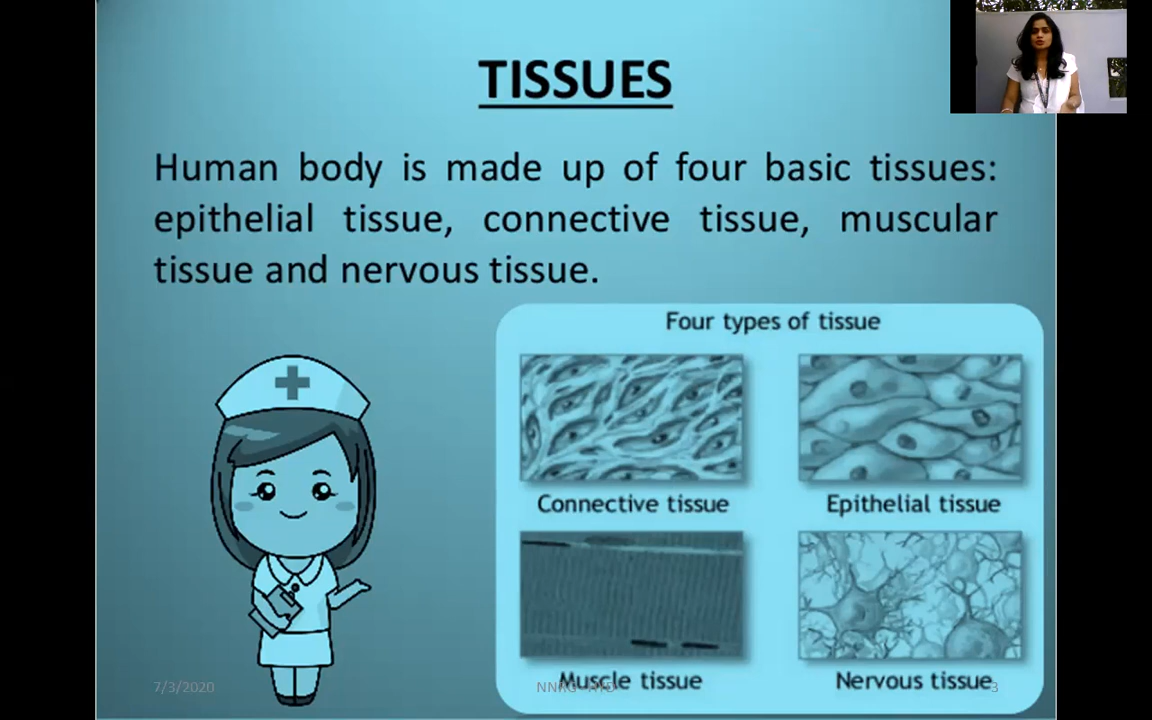 TISSUES
Human body is made up of four basic tissues:
epithelial tissue, connective tissue, muscular
tissue and nervous tissue.
Four types of tissue
Connective tissue
Epithelial tissue
Muscle tissue
Nervous tissue
7/3/2020
3